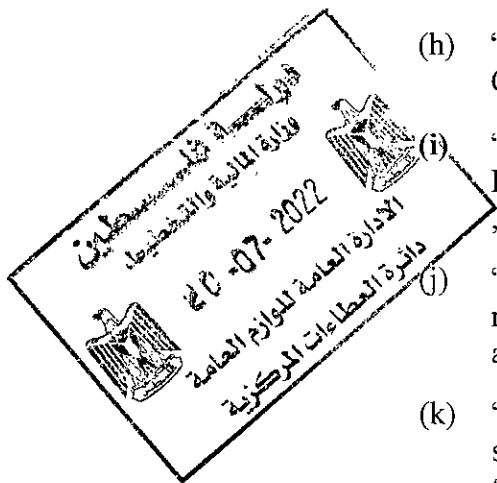 دولة فلسطين
وزارة المالية والتخطيط
20 -07- 2022
الادارة العامة للوازم العامة
دائرة العطاءات المركزية
(h) “
(i) “
(j) “
(k) “